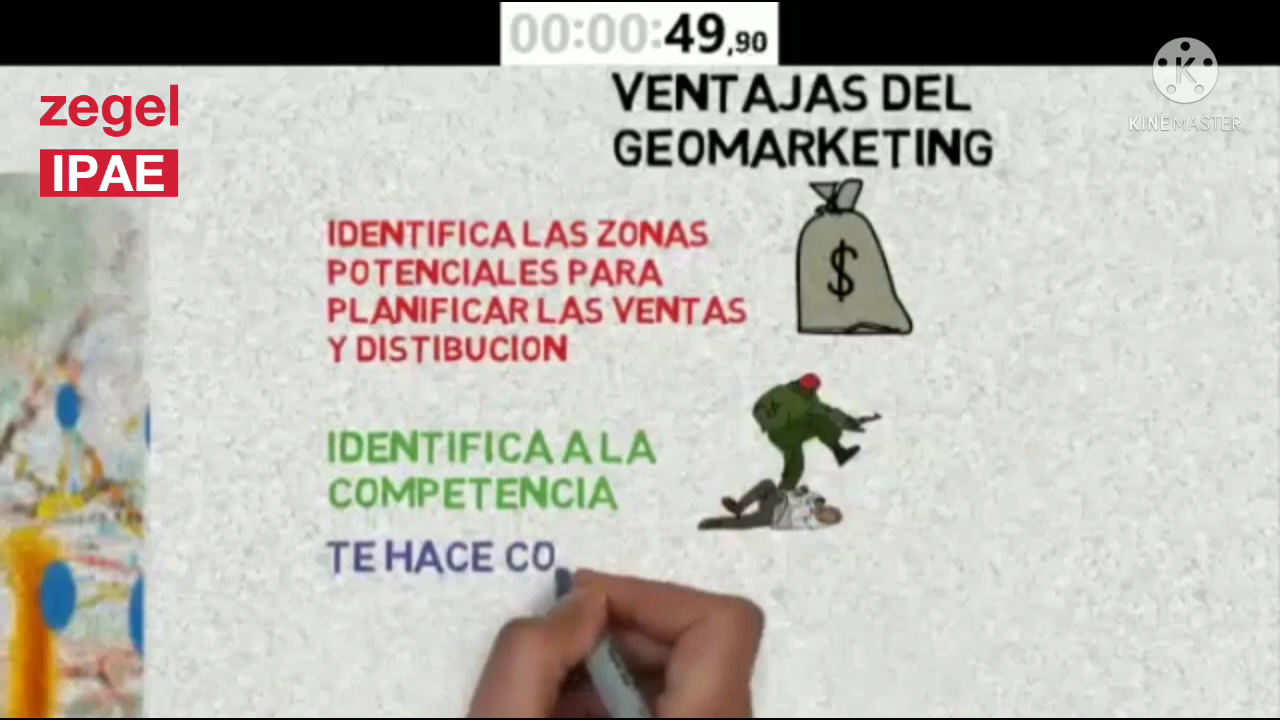 00:00:49,90
VENTAJAS DEL
GEOMARKETING
KINEMASTER
zegel
IPAE
IDENTIFICA LAS ZONAS
POTENCIALES PARA
PLANIFICAR LAS VENTAS
Y DISTIBUCION
$
IDENTIFICA A LA
COMPETENCIA
TE HACE CO